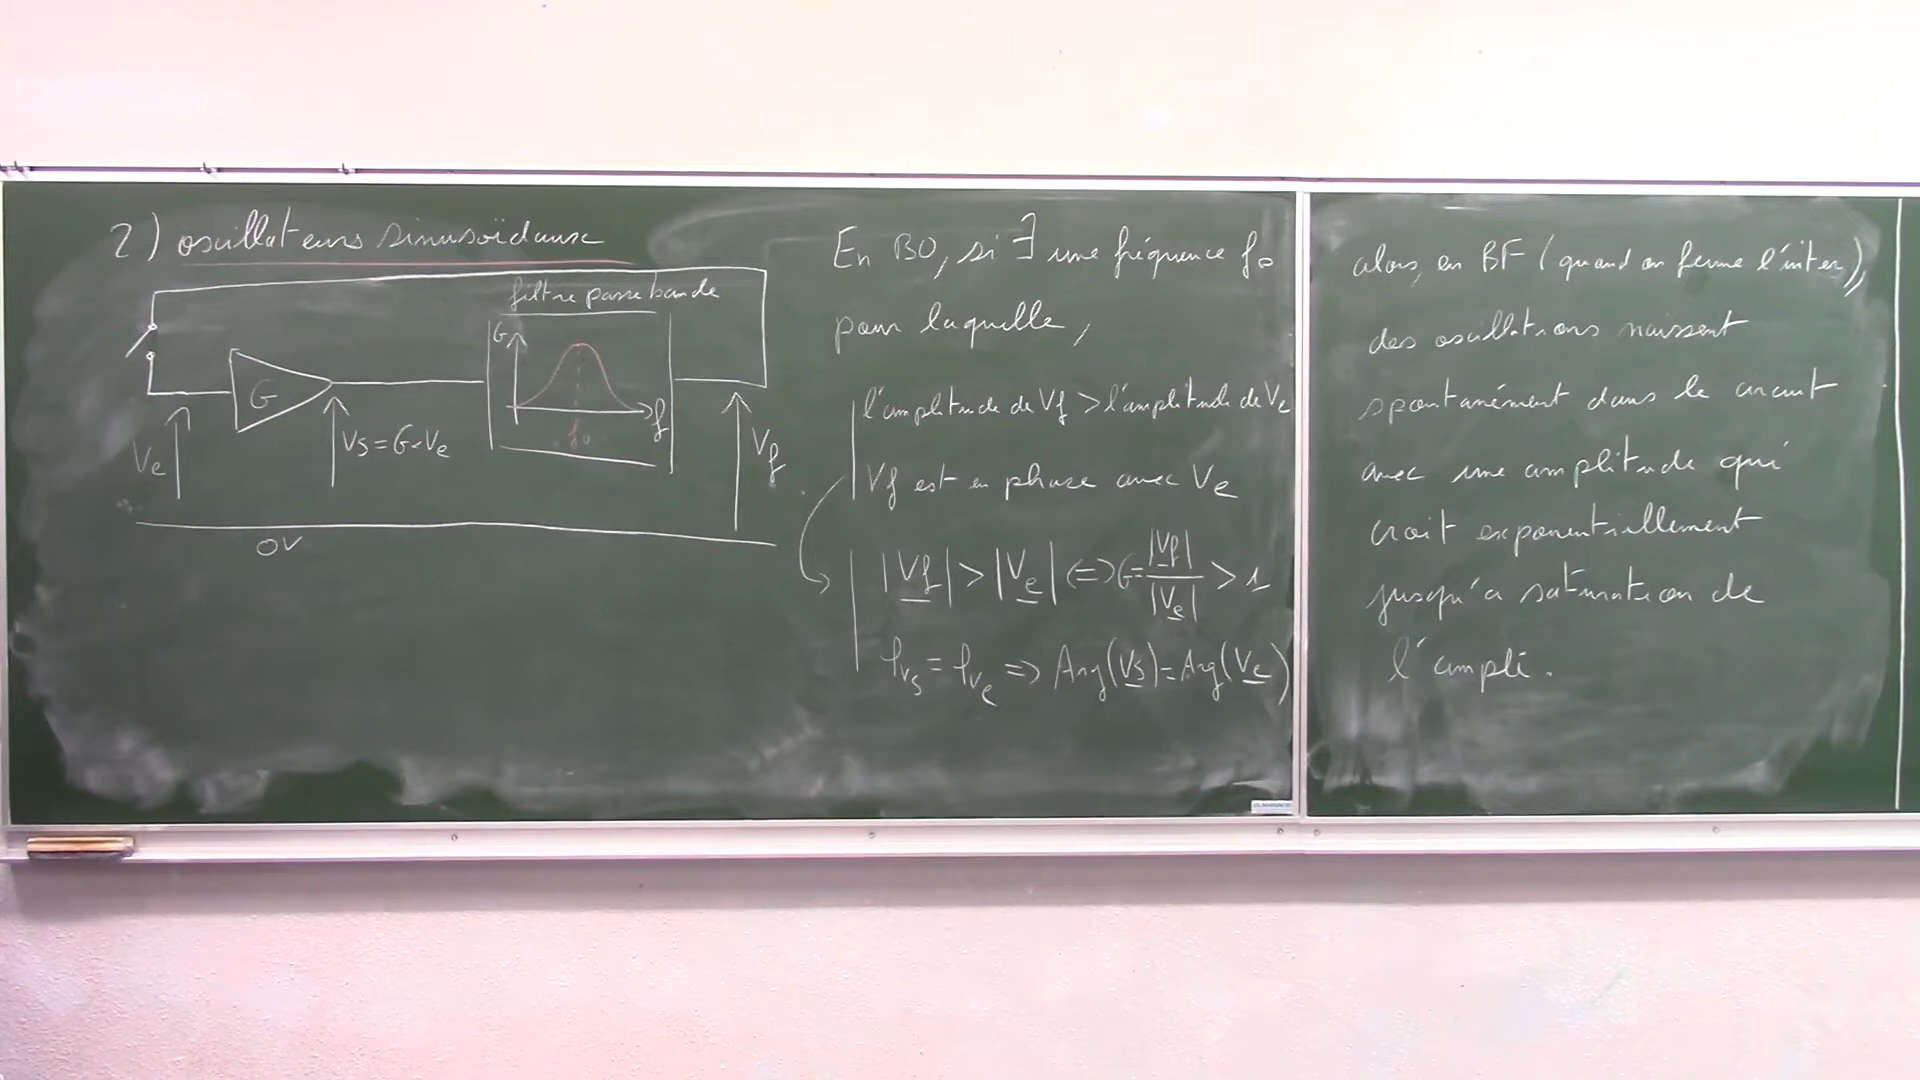 2) oscillateurs sinusoïdaux
filtre passe bande
G
f
f0
G
Ve
Vs = G·Ve
Vf
0V
En BO, si ∃ une fréquence f0
pour laquelle,
l'amplitude de Vf > l'amplitude de Ve
Vf est en phase avec Ve
|Vf| > |Ve| <=> G = |Vf| / |Ve| > 1
φvs = φve => Arg(Vs) = Arg(Ve)
alors, en BF (quand on ferme l'inter),
des oscillations naissent
spontanément dans le circuit
avec une amplitude qui
croit exponentiellement
jusqu'à saturation de
l'ampli.